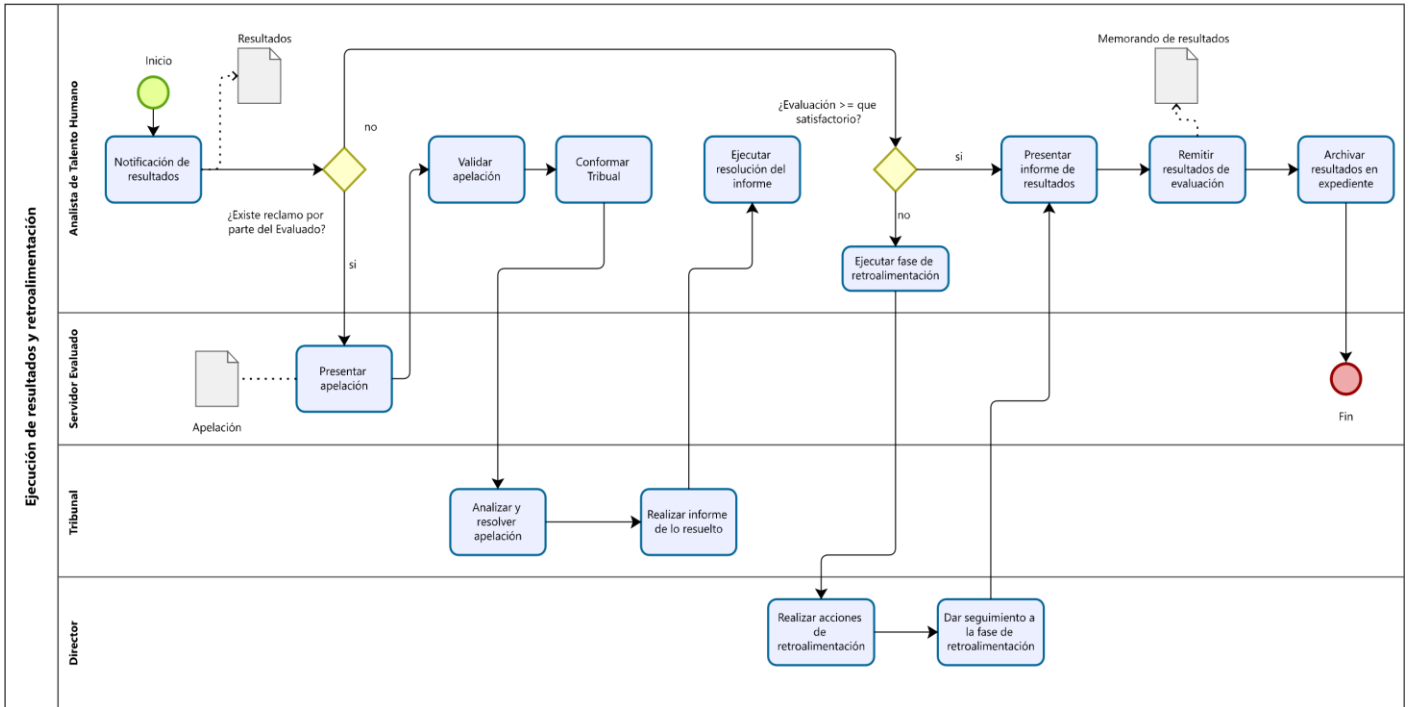 Ejecución de resultados y retroalimentación
Analista de Talento Humano
Inicio
Resultados
Notificación de
resultados
no
¿Existe reclamo por
parte del Evaluado?
si
Validar
apelación
Conformar
Tribual
Ejecutar
resolución del
informe
¿Evaluación >= que
satisfactorio?
si
no
Ejecutar fase de
retroalimentación
Presentar
informe de
resultados
Memorando de resultados
Remitir
resultados de
evaluación
Archivar
resultados en
expediente
Servidor Evaluado
Apelación
Presentar
apelación
Fin
Tribunal
Analizar y
resolver
apelación
Realizar informe
de lo resuelto
Director
Realizar acciones
de
retroalimentación
Dar seguimiento a
la fase de
retroalimentación